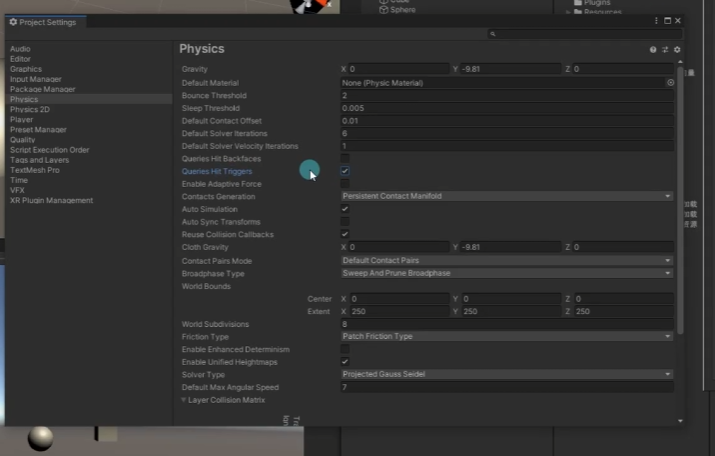 Cube
Sphere
Plugins
Resources
Project Settings
Audio
Editor
Graphics
Input Manager
Package Manager
Physics
Physics 2D
Player
Preset Manager
Quality
Script Execution Order
Tags and Layers
TextMesh Pro
Time
VFX
XR Plugin Management
Physics
Gravity X 0 Y -9.81 Z 0
Default Material None (Physic Material)
Bounce Threshold 2
Sleep Threshold 0.005
Default Contact Offset 0.01
Default Solver Iterations 6
Default Solver Velocity Iterations 1
Queries Hit Backfaces
Queries Hit Triggers
Enable Adaptive Force
Contacts Generation Persistent Contact Manifold
Auto Simulation
Auto Sync Transforms
Reuse Collision Callbacks
Cloth Gravity X 0 Y -9.81 Z 0
Contact Pairs Mode Default Contact Pairs
Broadphase Type Sweep And Prune Broadphase
World Bounds
Center X 0 Y 0 Z 0
Extent X 250 Y 250 Z 250
World Subdivisions 8
Friction Type Patch Friction Type
Enable Enhanced Determinism
Enable Unified Heightmaps
Solver Type Projected Gauss Seidel
Default Max Angular Speed 7
Layer Collision Matrix